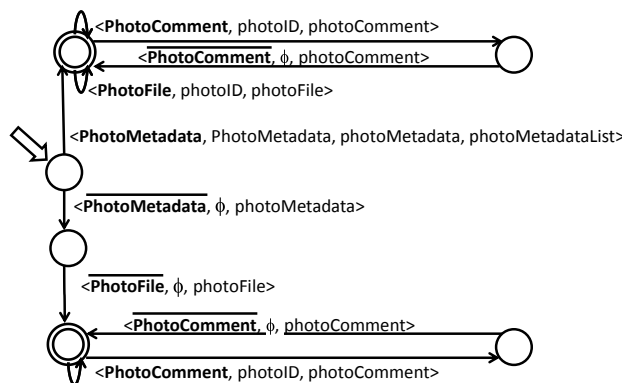 <PhotoComment, photoID, photoComment>
<PhotoComment, ϕ, photoComment>
<PhotoFile, photoID, photoFile>
<PhotoMetadata, PhotoMetadata, photoMetadata, photoMetadataList>
<PhotoMetadata, ϕ, photoMetadata>
<PhotoFile, ϕ, photoFile>
<PhotoComment, ϕ, photoComment>
<PhotoComment, photoID, photoComment>